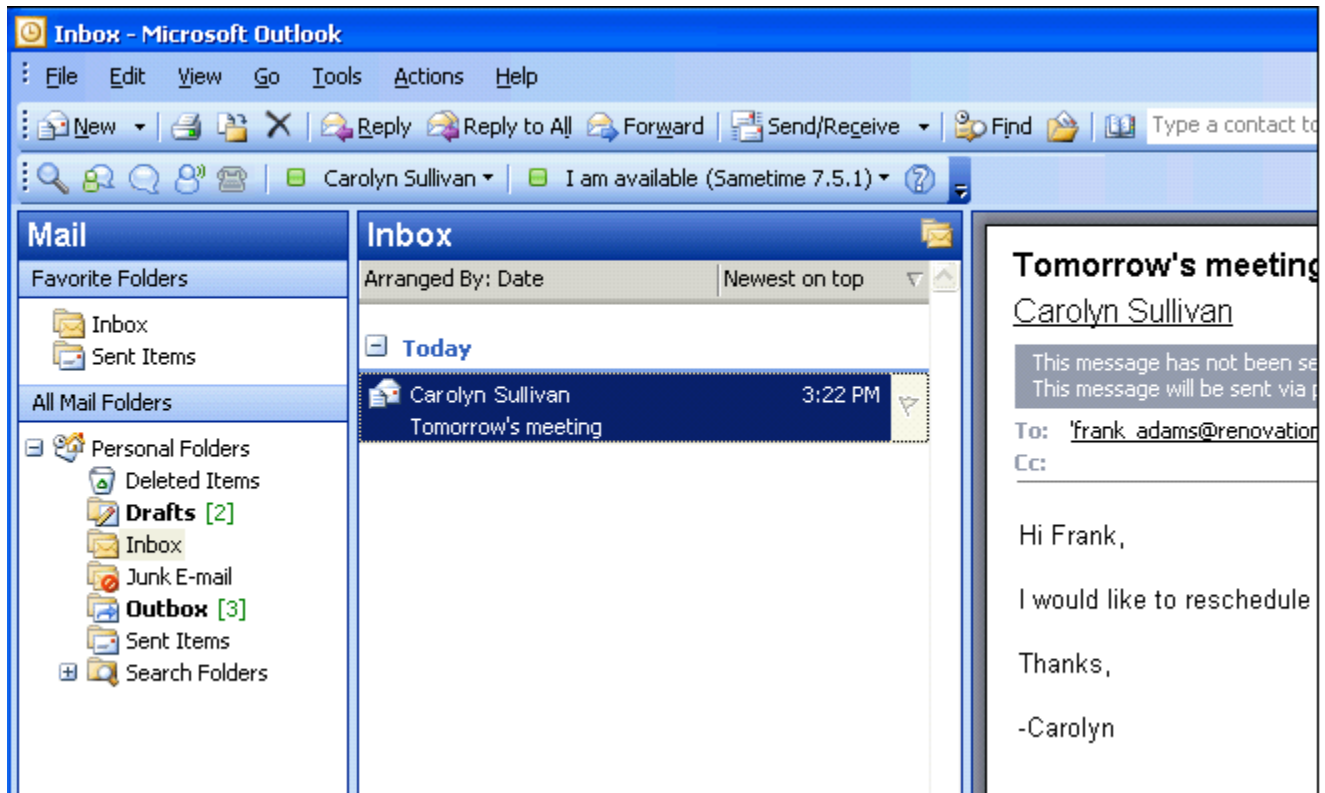 Inbox - Microsoft Outlook
File Edit View Go Tools Actions Help
New Reply Reply to All Forward Send/Receive Find Type a contact to
Carolyn Sullivan I am available (Sametime 7.5.1)
Mail
Favorite Folders
Inbox
Sent Items
All Mail Folders
Personal Folders
Deleted Items
Drafts [2]
Inbox
Junk E-mail
Outbox [3]
Sent Items
Search Folders
Inbox
Arranged By: Date Newest on top
Today
Carolyn Sullivan 3:22 PM
Tomorrow's meeting
Tomorrow's meeting
Carolyn Sullivan
This message has not been se
This message will be sent via
To: 'frank_adams@renovation
Cc:
Hi Frank,
I would like to reschedule
Thanks,
-Carolyn